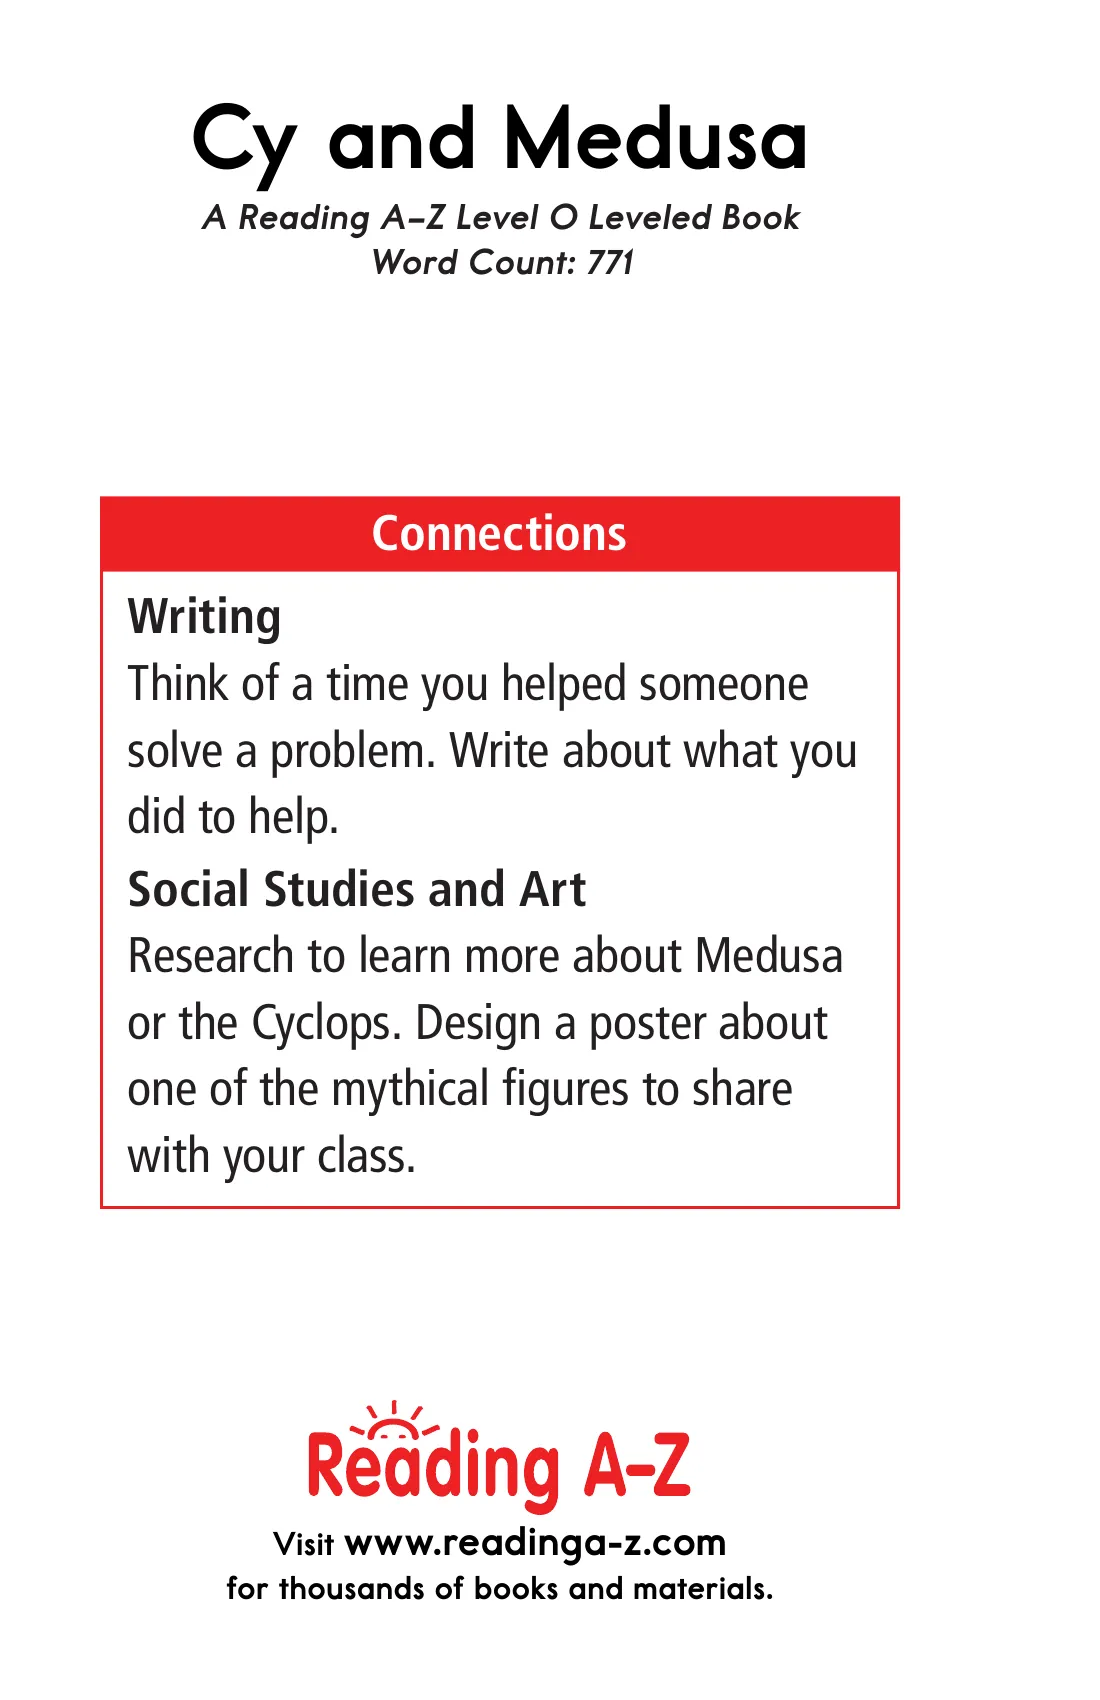 Cy and Medusa
A Reading A–Z Level O Leveled Book
Word Count: 771
Connections
Writing
Think of a time you helped someone
solve a problem. Write about what you
did to help.
Social Studies and Art
Research to learn more about Medusa
or the Cyclops. Design a poster about
one of the mythical figures to share
with your class.
Reading A–Z
Visit www.readinga-z.com
for thousands of books and materials.